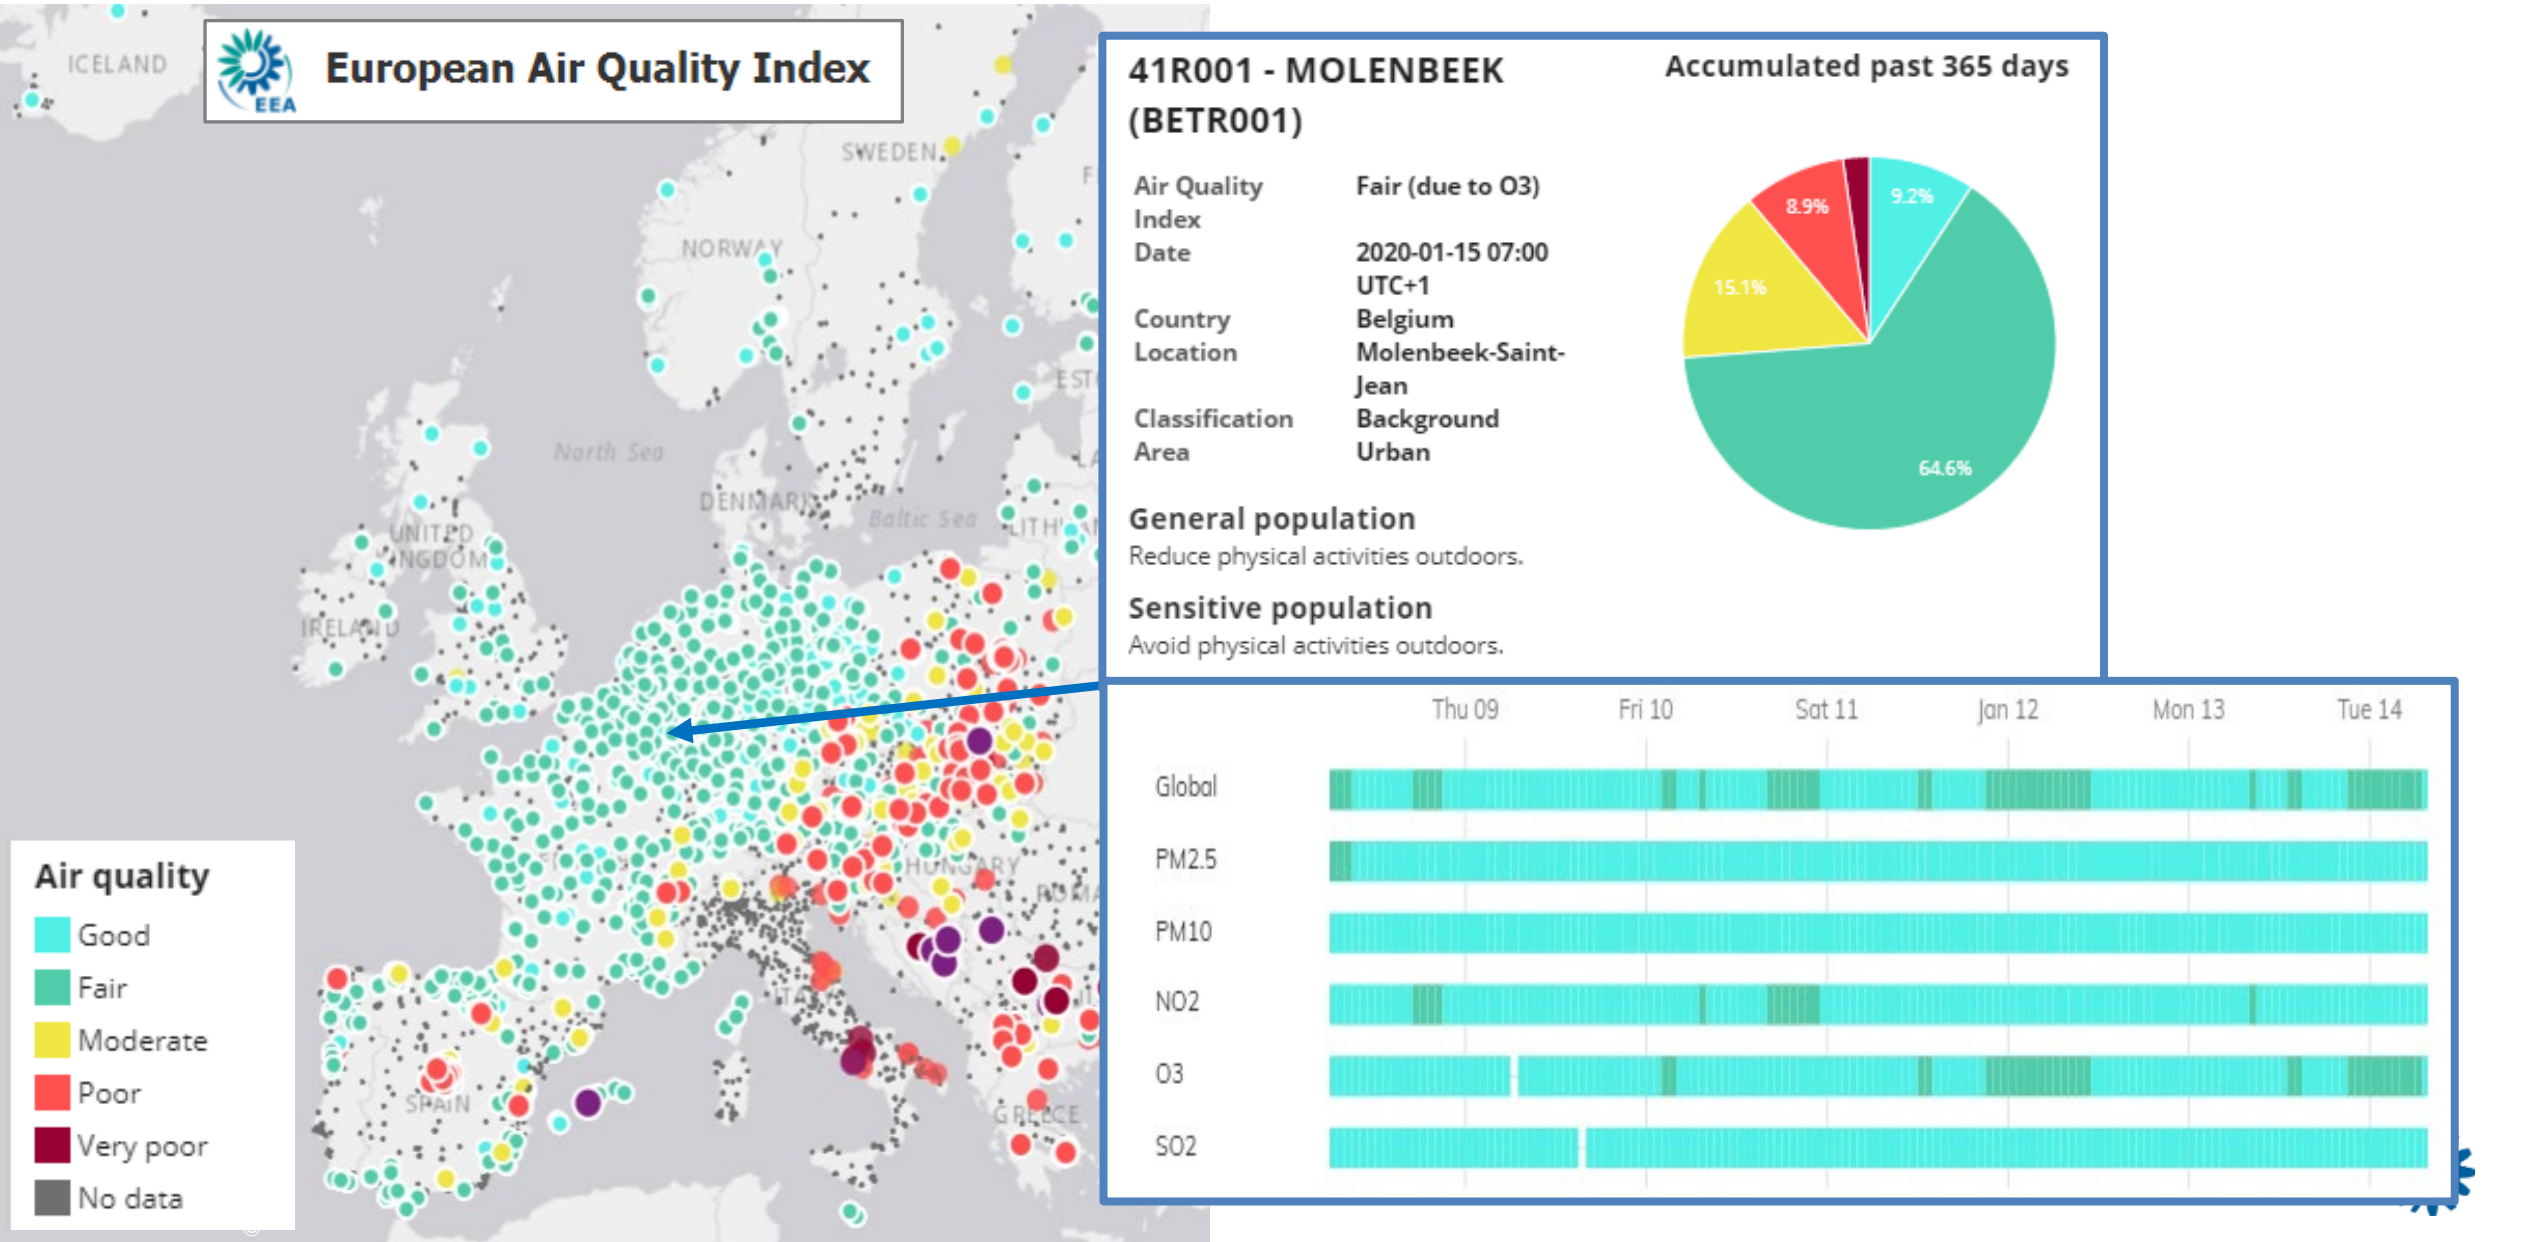 European Air Quality Index
EEA
ICELAND
SWEDEN
NORWAY
North Sea
DENMARK
Baltic Sea
UNITED
KINGDOM
IRELAND
HUNGARY
SPAIN
GREECE
Air quality
Good
Fair
Moderate
Poor
Very poor
No data
©
41R001 - MOLENBEEK
(BETR001)
Accumulated past 365 days
Air Quality Fair (due to O3)
Index
Date 2020-01-15 07:00
UTC+1
Country Belgium
Location Molenbeek-Saint-
Jean
Classification Background
Area Urban
General population
Reduce physical activities outdoors.
Sensitive population
Avoid physical activities outdoors.
9.2%
8.9%
15.1%
64.6%
Thu 09 Fri 10 Sat 11 Jan 12 Mon 13 Tue 14
Global
PM2.5
PM10
NO2
O3
SO2